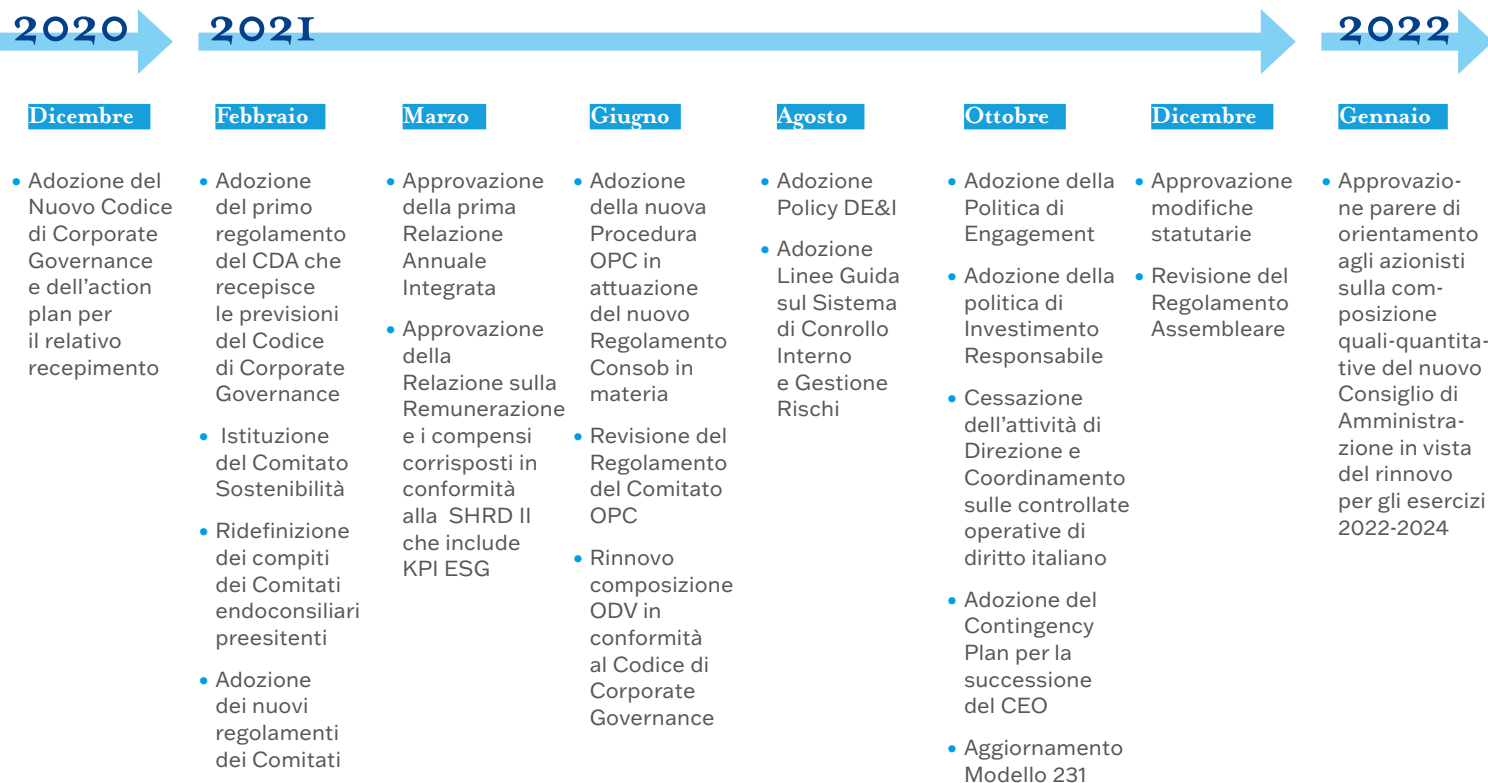 2020
2021
2022
Dicembre
• Adozione del
Nuovo Codice
di Corporate
Governance
e dell'action
plan per
il relativo
recepimento
Febbraio
• Adozione
del primo
regolamento
del CDA che
recepisce
le previsioni
del Codice
di Corporate
Governance
• Istituzione
del Comitato
Sostenibilità
• Ridefinizione
dei compiti
dei Comitati
endoconsiliari
preesitenti
• Adozione
dei nuovi
regolamenti
dei Comitati
Marzo
• Approvazione
della prima
Relazione
Annuale
Integrata
• Approvazione
della
Relazione sulla
Remunerazione
e i compensi
corrisposti in
conformità
alla SHRD II
che include
KPI ESG
Giugno
• Adozione
della nuova
Procedura
OPC in
attuazione
del nuovo
Regolamento
Consob in
materia
• Revisione del
Regolamento
del Comitato
OPC
• Rinnovo
composizione
ODV in
conformità
al Codice di
Corporate
Governance
Agosto
• Adozione
Policy DE&I
• Adozione
Linee Guida
sul Sistema
di Conrollo
Interno
e Gestione
Rischi
Ottobre
• Adozione della
Politica di
Engagement
• Adozione della
politica di
Investimento
Responsabile
• Cessazione
dell'attività di
Direzione e
Coordinamento
sulle controllate
operative di
diritto italiano
• Adozione del
Contingency
Plan per la
successione
del CEO
• Aggiornamento
Modello 231
Dicembre
• Approvazione
modifiche
statutarie
• Revisione del
Regolamento
Assembleare
Gennaio
• Approvazio-
ne parere di
orientamento
agli azionisti
sulla com-
posizione
quali-quantita-
tive del nuovo
Consiglio di
Amministra-
zione in vista
del rinnovo
per gli esercizi
2022-2024